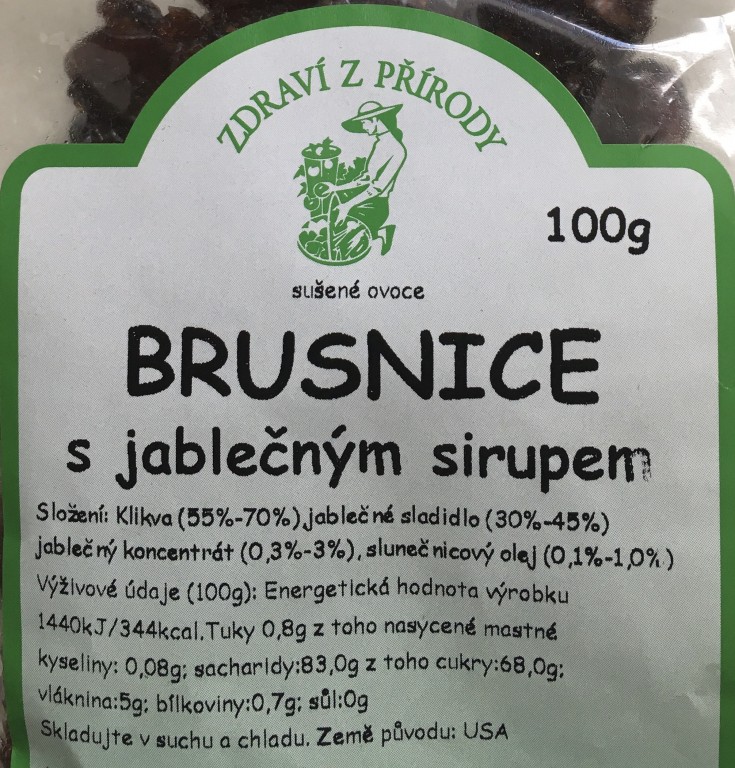 ZDRAVÍ Z PŘÍRODY
100g
sušené ovoce
BRUSNICE
s jablečným sirupem
Složení: Klikva (55%-70%),jablečné sladidlo (30%-45%)
jablečný koncentrát (0,3%-3%), slunečnicový olej (0,1%-1,0%)
Výživové údaje (100g): Energetická hodnota výrobku
1440kJ/344kcal.Tuky 0,8g z toho nasycené mastné
kyseliny: 0,08g; sacharidy:83,0g z toho cukry:68,0g;
vláknina:5g; bílkoviny:0,7g; sůl:0g
Skladujte v suchu a chladu. Země původu: USA